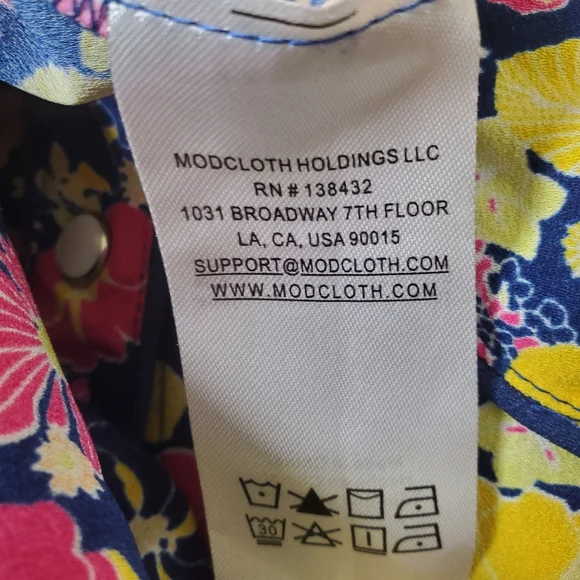 MODCLOTH HOLDINGS LLC
RN # 138432
1031 BROADWAY 7TH FLOOR
LA, CA, USA 90015
SUPPORT@MODCLOTH.COM
WWW.MODCLOTH.COM
30